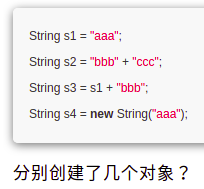 String s1 = "aaa";
String s2 = "bbb" + "ccc";
String s3 = s1 + "bbb";
String s4 = new String("aaa");
分别创建了几个对象？